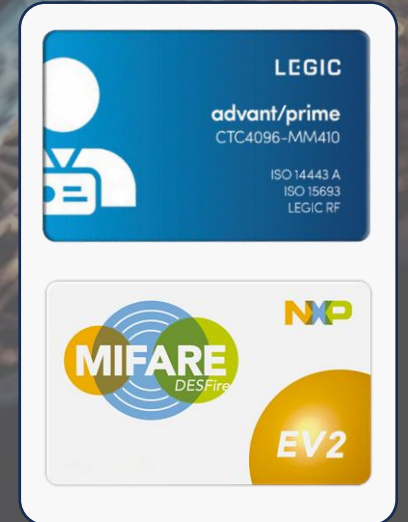 LEGIC
advant/prime
CTC4096-MM410
ISO 14443 A
ISO 15693
LEGIC RF
NXP
MIFARE
DESFire
EV2